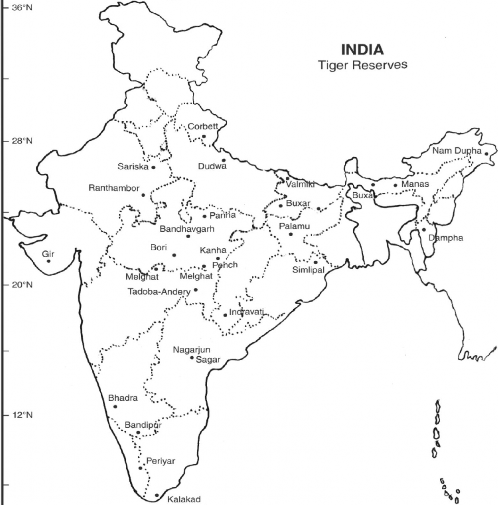 36°N
INDIA
Tiger Reserves
Corbett
28°N
Nam Dupha
Sariska
Dudwa
Ranthambor
Valmiki
Buxa
Manas
Buxar
Panna
Palamu
Bandhavgarh
Dampha
Bori
Kanha
Gir
Pench
Simlipal
Melghat
Melghat
20°N
Tadoba-Andery
Indravati
Nagarjun
Sagar
Bhadra
12°N
Bandipur
Periyar
Kalakad